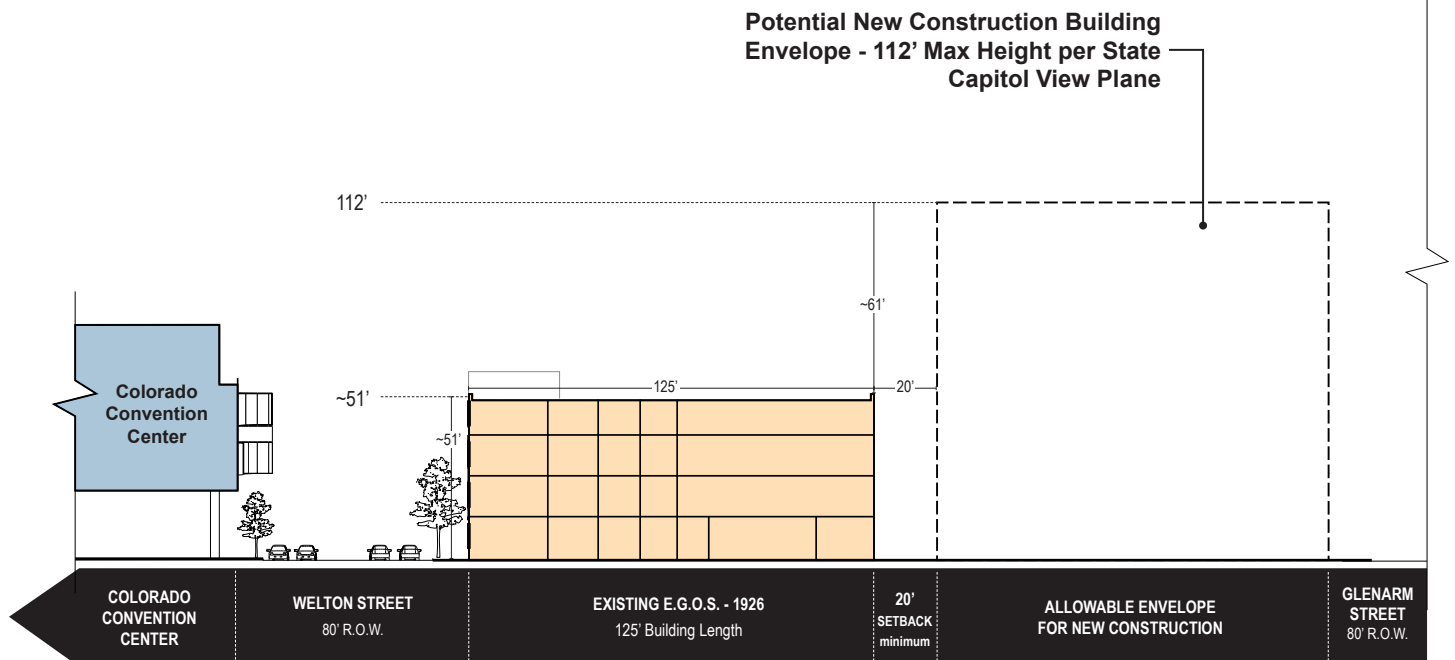 Potential New Construction Building
Envelope - 112’ Max Height per State
Capitol View Plane
112’
~61’
Colorado
Convention
Center
~51’
125’
20’
~51’
COLORADO
CONVENTION
CENTER
WELTON STREET
80’ R.O.W.
EXISTING E.G.O.S. - 1926
125’ Building Length
20’
SETBACK
minimum
ALLOWABLE ENVELOPE
FOR NEW CONSTRUCTION
GLENARM
STREET
80’ R.O.W.